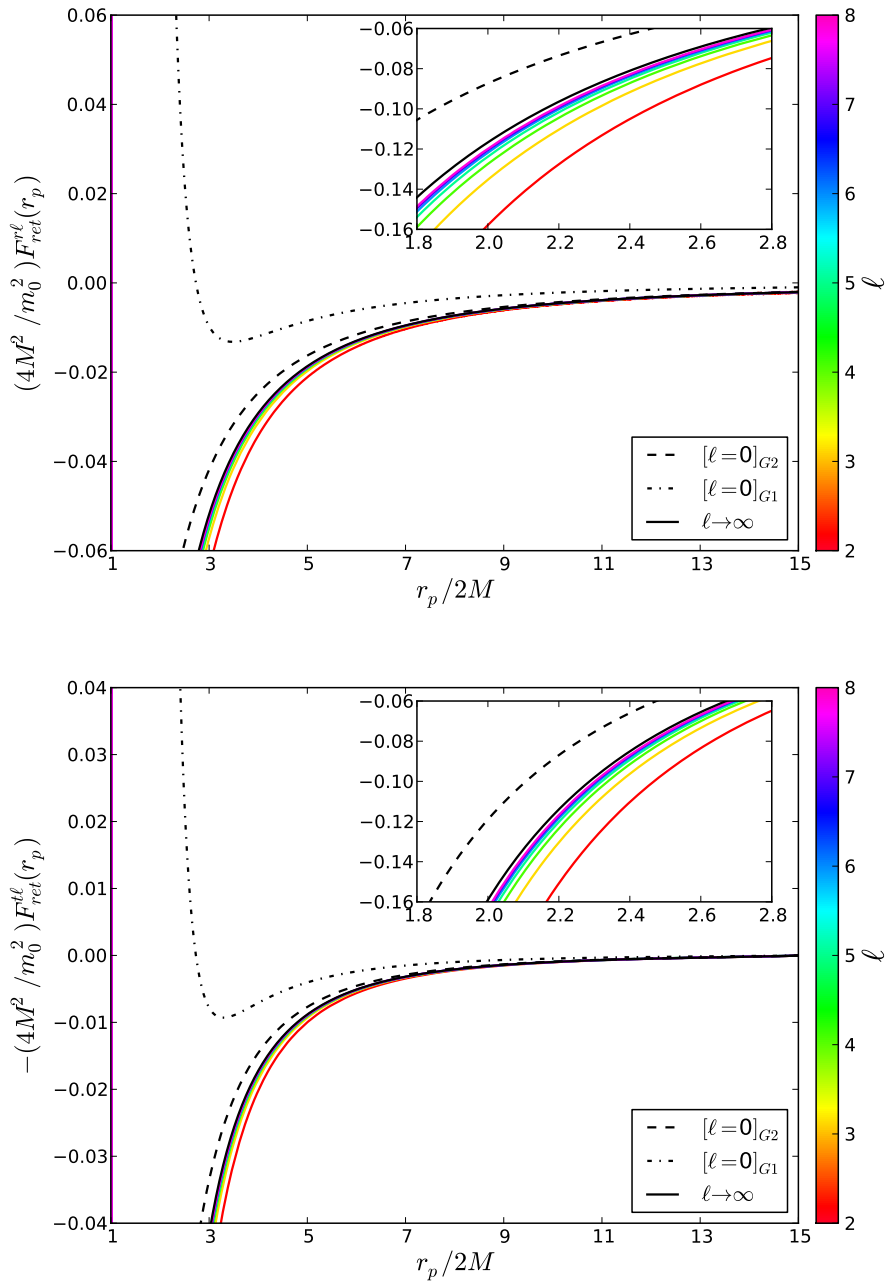 (4M² /m₀² )F_{ret}^{rℓ}(r_p)
0.06
0.04
0.02
0.00
−0.02
−0.04
−0.06
−0.06
−0.08
−0.10
−0.12
−0.14
−0.16
1.8 2.0 2.2 2.4 2.6 2.8
[ℓ=0]_{G2}
[ℓ=0]_{G1}
ℓ→∞
1 3 5 7 9 11 13 15
r_p/2M
8
7
6
5
4
3
2
ℓ
−(4M² /m₀² )F_{ret}^{tℓ}(r_p)
0.04
0.03
0.02
0.01
0.00
−0.01
−0.02
−0.03
−0.04
−0.06
−0.08
−0.10
−0.12
−0.14
−0.16
1.8 2.0 2.2 2.4 2.6 2.8
[ℓ=0]_{G2}
[ℓ=0]_{G1}
ℓ→∞
1 3 5 7 9 11 13 15
r_p/2M
8
7
6
5
4
3
2
ℓ